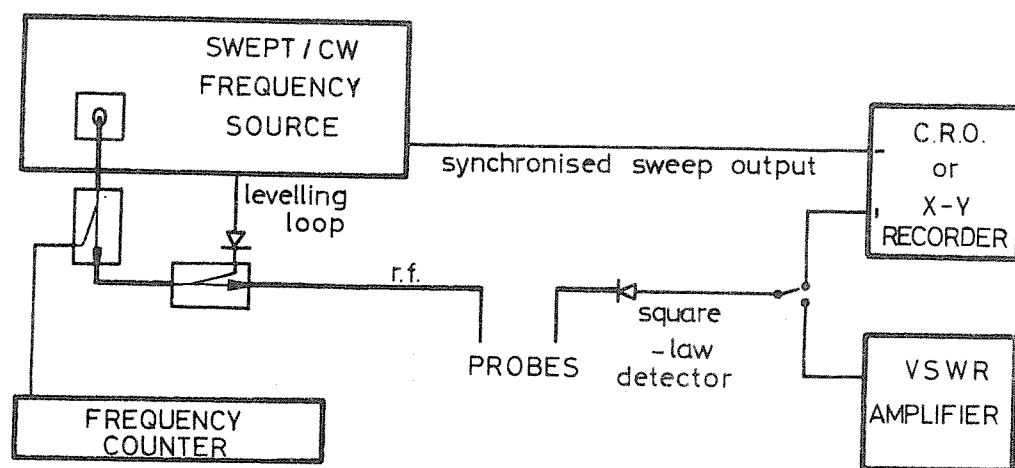 SWEPT / CW
FREQUENCY
SOURCE
synchronised sweep output
C.R.O.
or
X-Y
RECORDER
levelling
loop
r.f.
PROBES
square
-law
detector
VSWR
AMPLIFIER
FREQUENCY
COUNTER